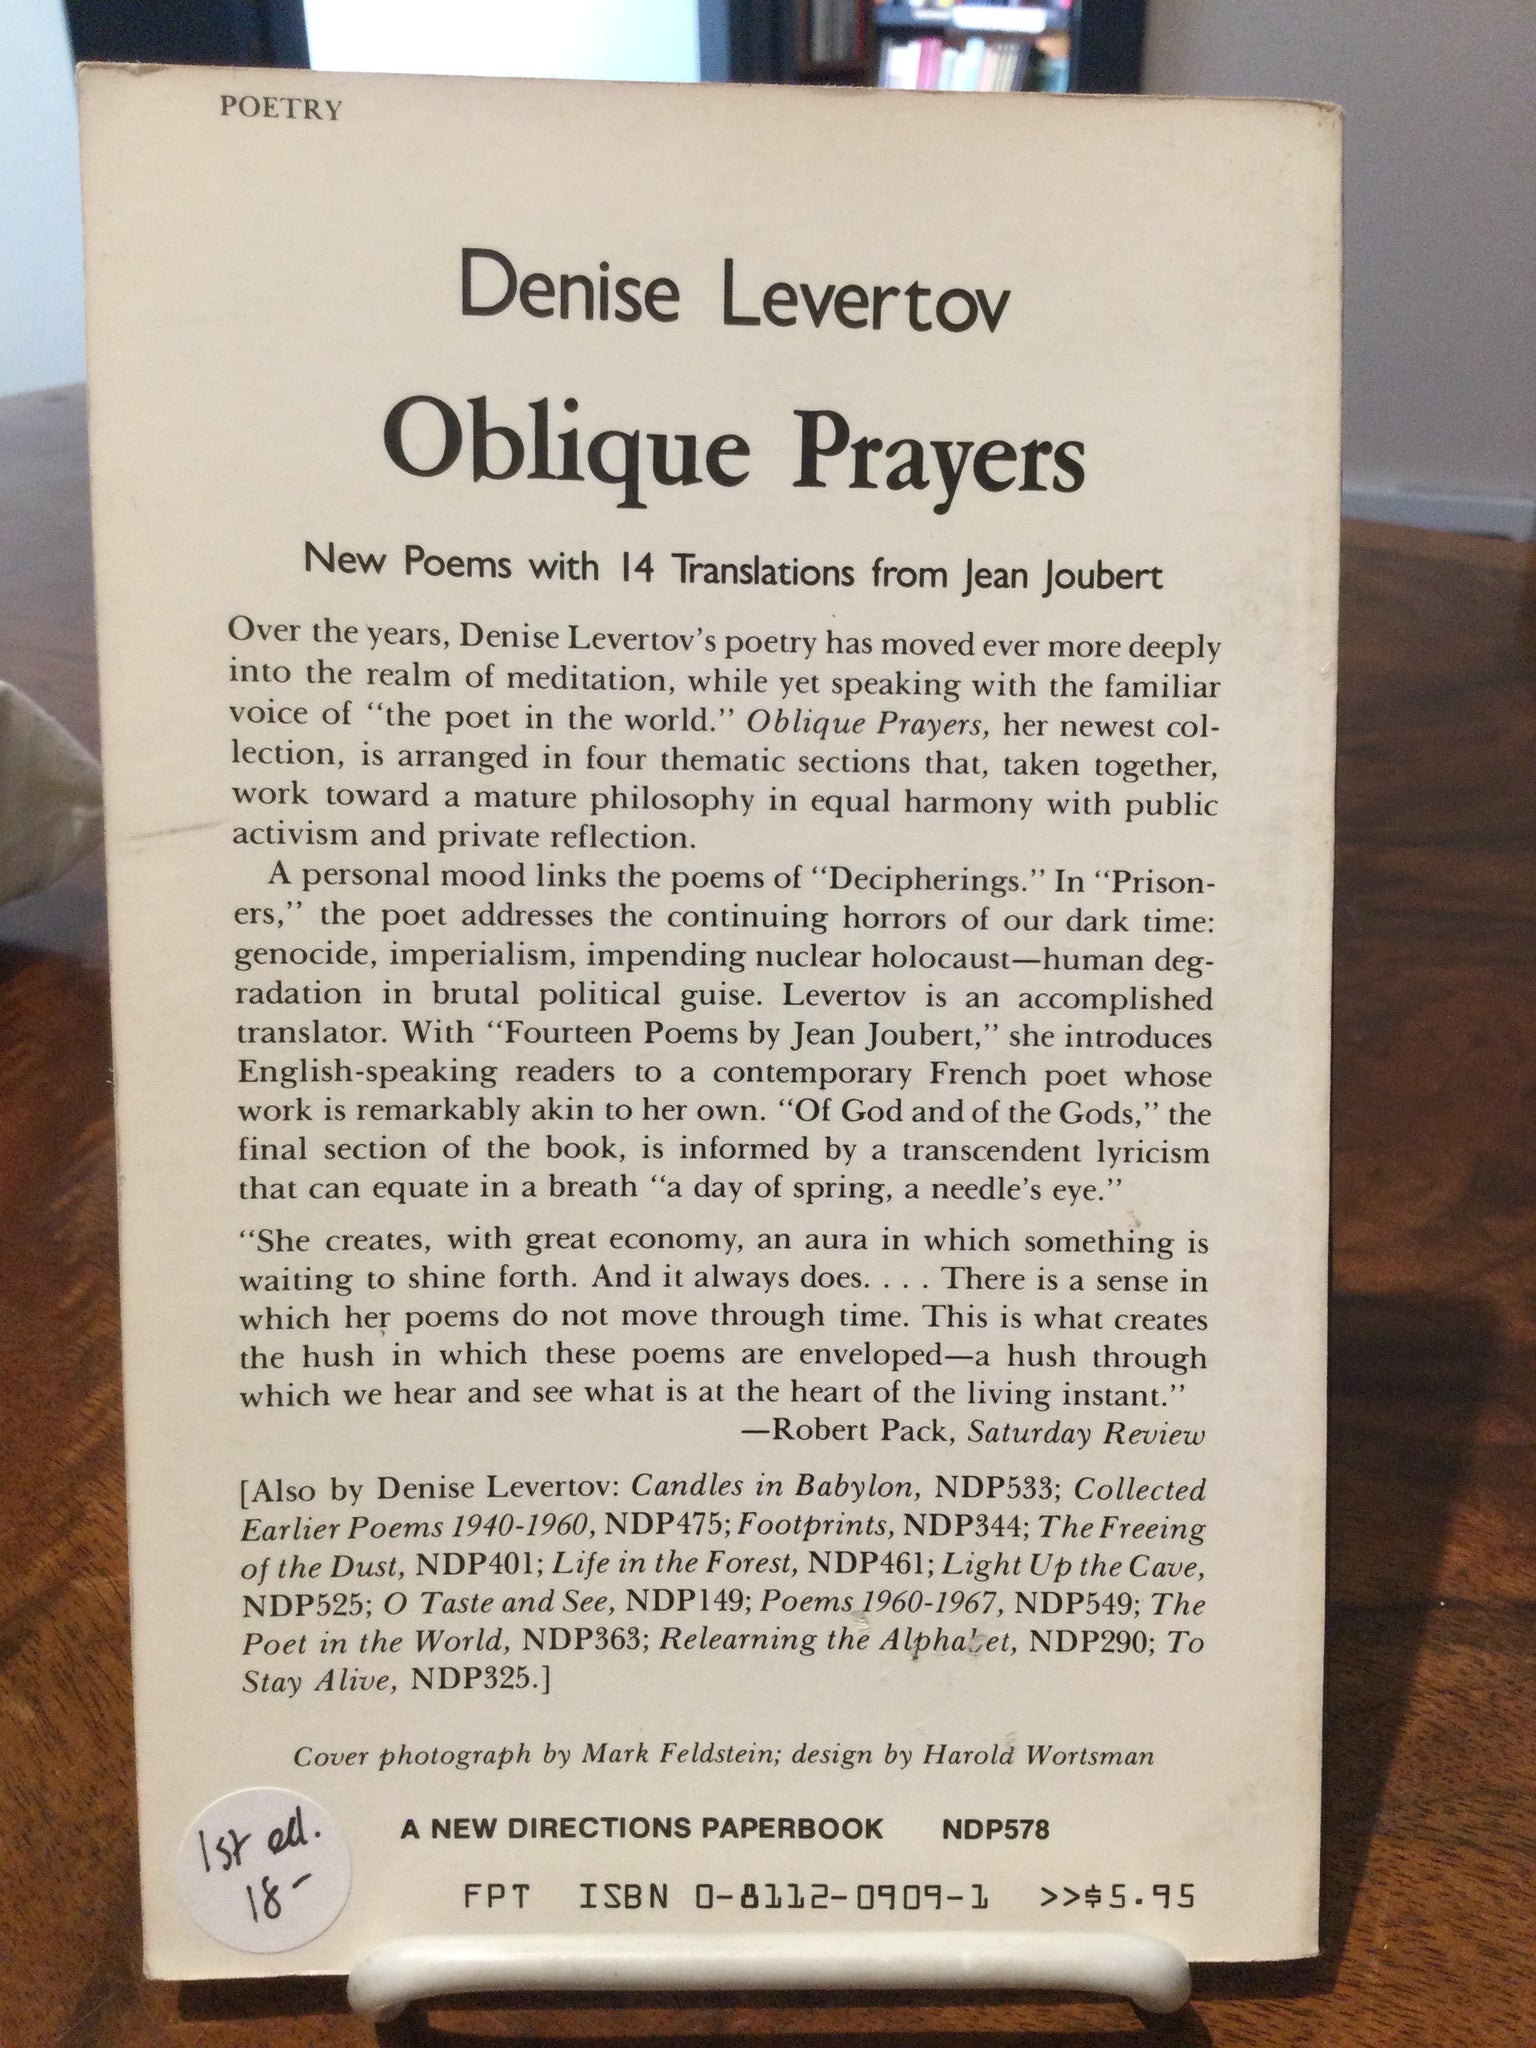 POETRY
Denise Levertov
Oblique Prayers
New Poems with 14 Translations from Jean Joubert
Over the years, Denise Levertov's poetry has moved ever more deeply
into the realm of meditation, while yet speaking with the familiar
voice of "the poet in the world." Oblique Prayers, her newest col-
lection, is arranged in four thematic sections that, taken together,
work toward a mature philosophy in equal harmony with public
activism and private reflection.
A personal mood links the poems of "Decipherings." In "Prison-
ers," the poet addresses the continuing horrors of our dark time:
genocide, imperialism, impending nuclear holocaust—human deg-
radation in brutal political guise. Levertov is an accomplished
translator. With "Fourteen Poems by Jean Joubert," she introduces
English-speaking readers to a contemporary French poet whose
work is remarkably akin to her own. "Of God and of the Gods," the
final section of the book, is informed by a transcendent lyricism
that can equate in a breath "a day of spring, a needle's eye."
"She creates, with great economy, an aura in which something is
waiting to shine forth. And it always does. . . . There is a sense in
which her poems do not move through time. This is what creates
the hush in which these poems are enveloped—a hush through
which we hear and see what is at the heart of the living instant."
—Robert Pack, Saturday Review
[Also by Denise Levertov: Candles in Babylon, NDP533; Collected
Earlier Poems 1940-1960, NDP475; Footprints, NDP344; The Freeing
of the Dust, NDP401; Life in the Forest, NDP461; Light Up the Cave,
NDP525; O Taste and See, NDP149; Poems 1960-1967, NDP549; The
Poet in the World, NDP363; Relearning the Alphabet, NDP290; To
Stay Alive, NDP325.]
Cover photograph by Mark Feldstein; design by Harold Wortsman
A NEW DIRECTIONS PAPERBOOK NDP578
FPT ISBN 0-8112-0909-1 >>$5.95
1st ed.
18-